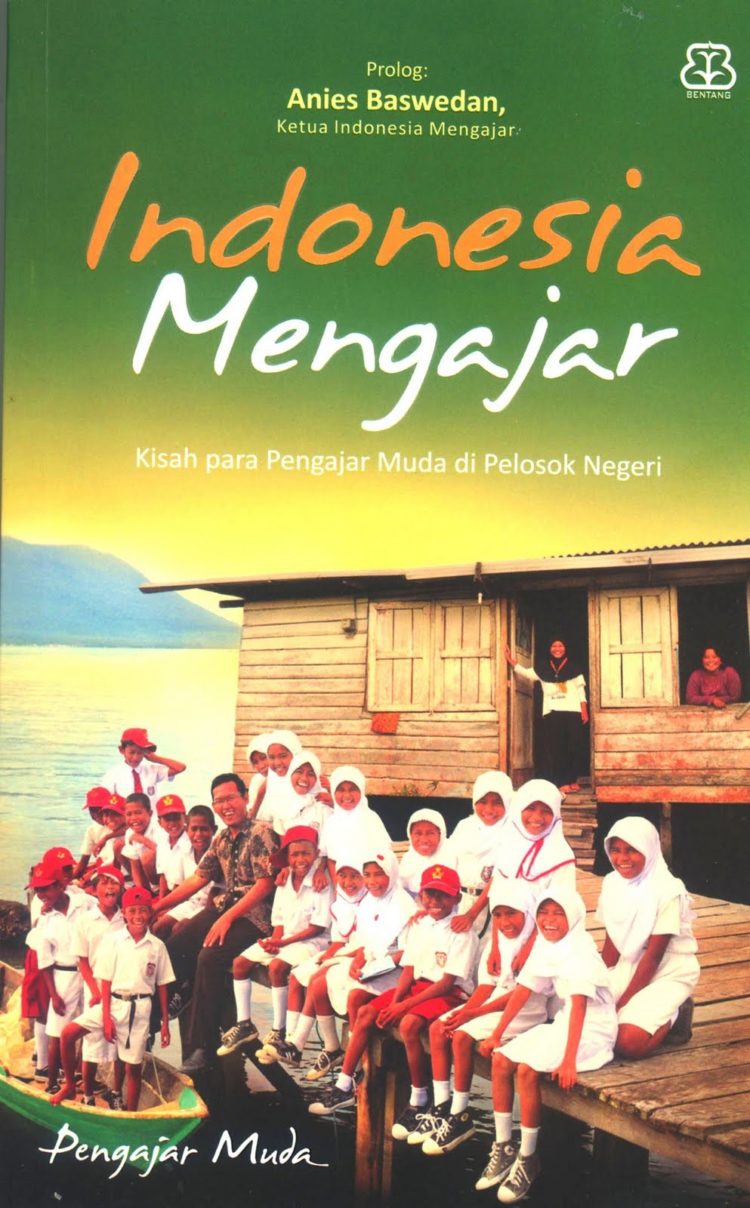 Prolog:
Anies Baswedan,
Ketua Indonesia Mengajar
BENTANG
Indonesia
Mengajar
Kisah para Pengajar Muda di Pelosok Negeri
Pengajar Muda